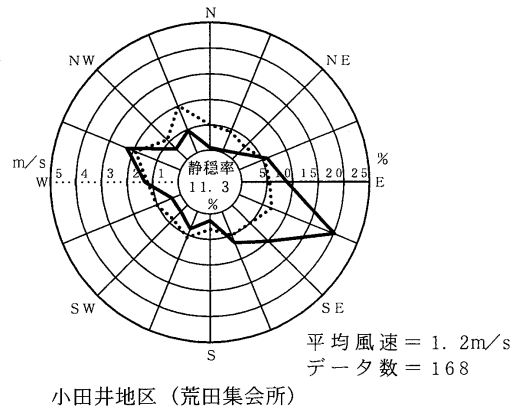 N
NW
NE
m/s
静穏率
%
W
5 4 3 2 1
11. 3
5 10 15 20 25
E
%
SW
SE
S
平均風速＝1. 2m/s
データ数＝168
小田井地区（荒田集会所）